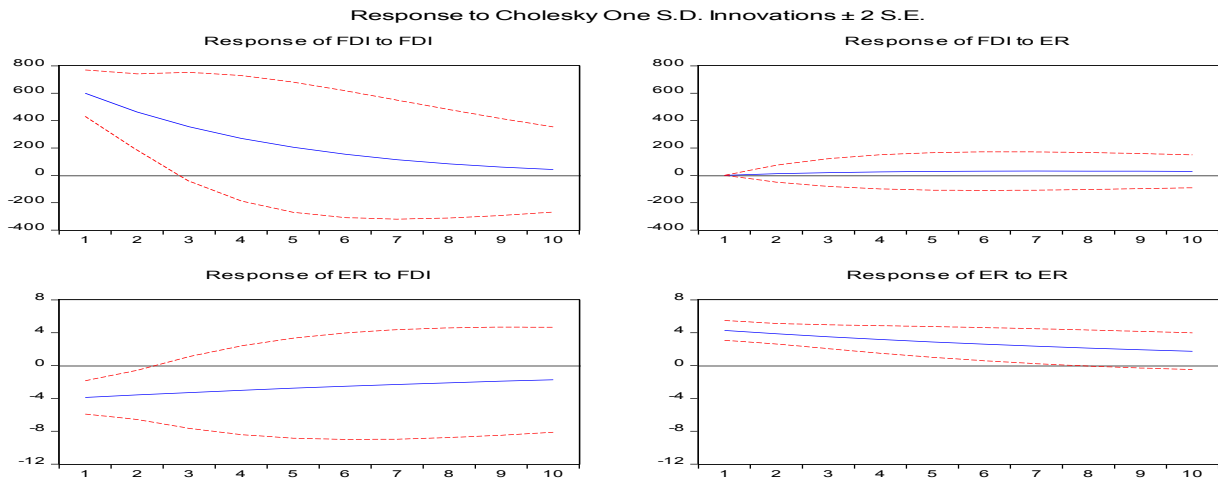 Response to Cholesky One S.D. Innovations ± 2 S.E.
Response of FDI to FDI
800
600
400
200
0
-200
-400
1 2 3 4 5 6 7 8 9 10
Response of FDI to ER
800
600
400
200
0
-200
-400
1 2 3 4 5 6 7 8 9 10
Response of ER to FDI
8
4
0
-4
-8
-12
1 2 3 4 5 6 7 8 9 10
Response of ER to ER
8
4
0
-4
-8
-12
1 2 3 4 5 6 7 8 9 10